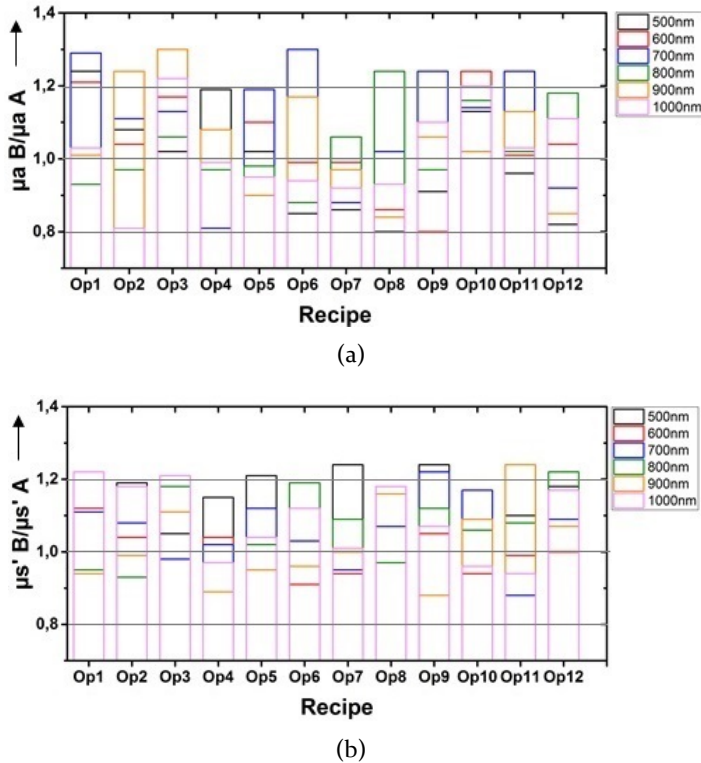 1,4
1,2
1,0
0,8
µa B/µa A
Op1 Op2 Op3 Op4 Op5 Op6 Op7 Op8 Op9 Op10 Op11 Op12
Recipe
500nm
600nm
700nm
800nm
900nm
1000nm
(a)
1,4
1,2
1,0
0,8
µs' B/µs' A
Op1 Op2 Op3 Op4 Op5 Op6 Op7 Op8 Op9 Op10 Op11 Op12
Recipe
500nm
600nm
700nm
800nm
900nm
1000nm
(b)